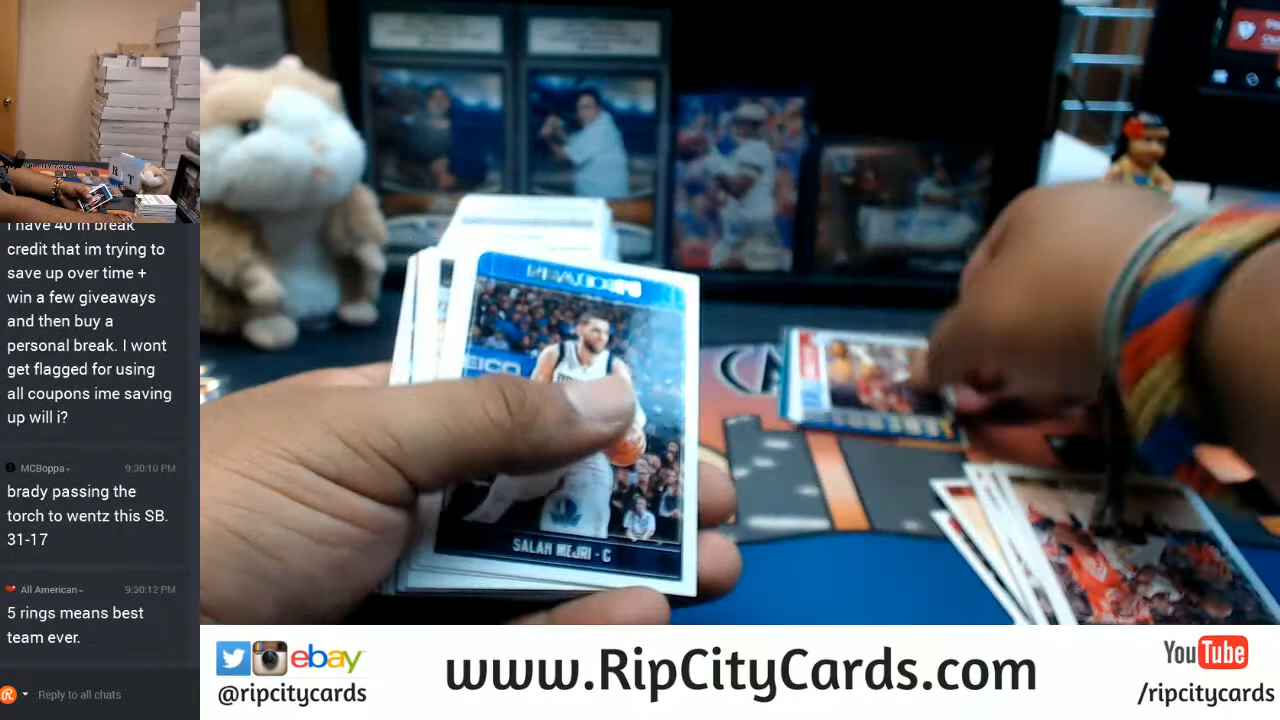 I have 40 in break
credit that im trying to
save up over time +
win a few giveaways
and then buy a
personal break. I wont
get flagged for using
all coupons ime saving
up will i?
MCBoppa
9:30:10 PM
brady passing the
torch to wentz this SB.
31-17
All American
9:30:12 PM
5 rings means best
team ever.
Reply to all chats
GEICO
SALAH MEJRI - C
ebay
@ripcitycards
www.RipCityCards.com
YouTube
/ripcitycards